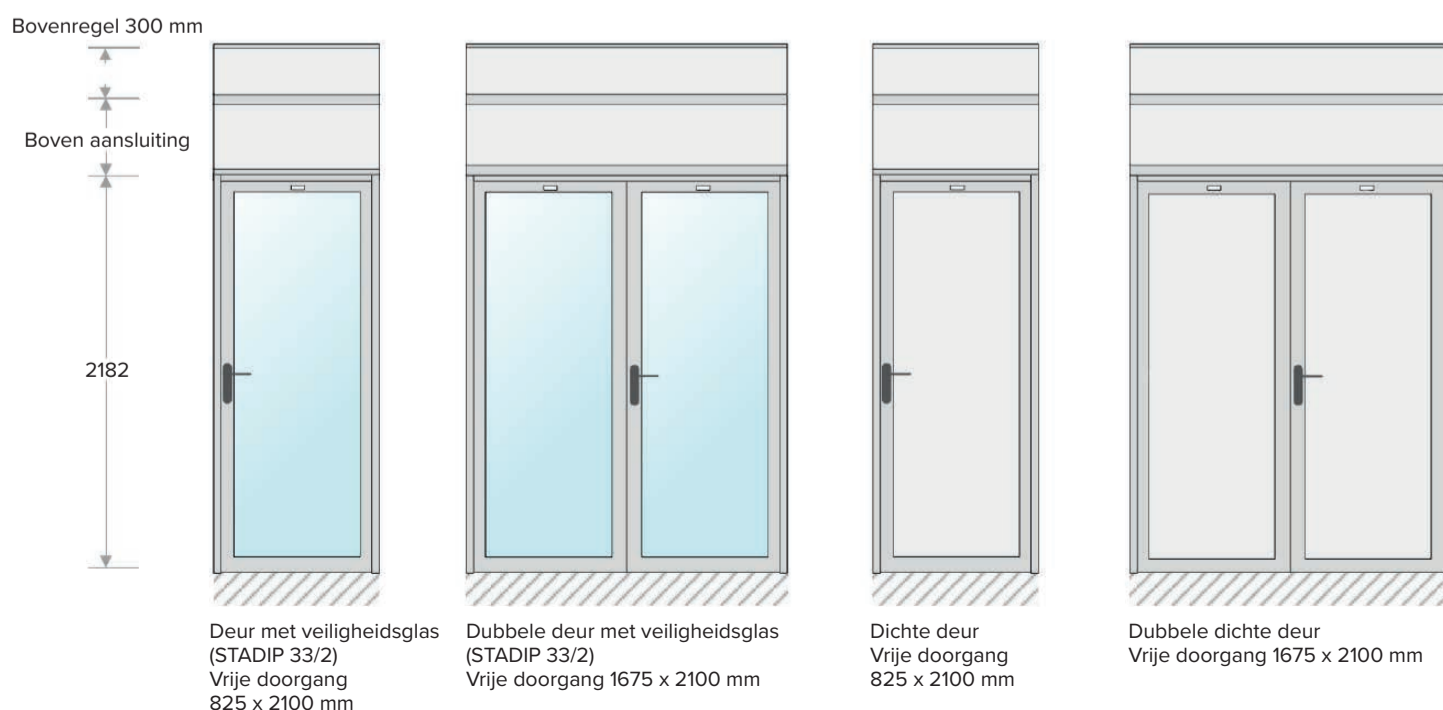 Bovenregel 300 mm
Boven aansluiting
2182
Deur met veiligheidsglas
(STADIP 33/2)
Vrije doorgang
825 x 2100 mm
Dubbele deur met veiligheidsglas
(STADIP 33/2)
Vrije doorgang 1675 x 2100 mm
Dichte deur
Vrije doorgang
825 x 2100 mm
Dubbele dichte deur
Vrije doorgang 1675 x 2100 mm